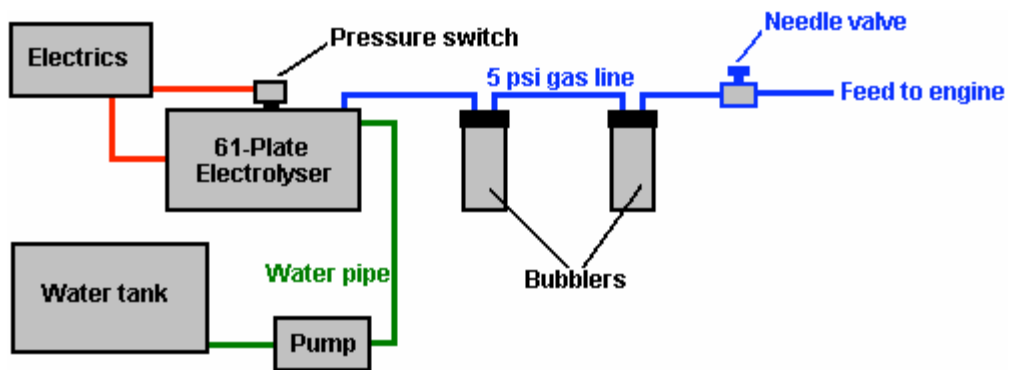 Needle valve
Electrics
Pressure switch
5 psi gas line
Feed to engine
61-Plate
Electrolyser
Water pipe
Bubblers
Water tank
Pump